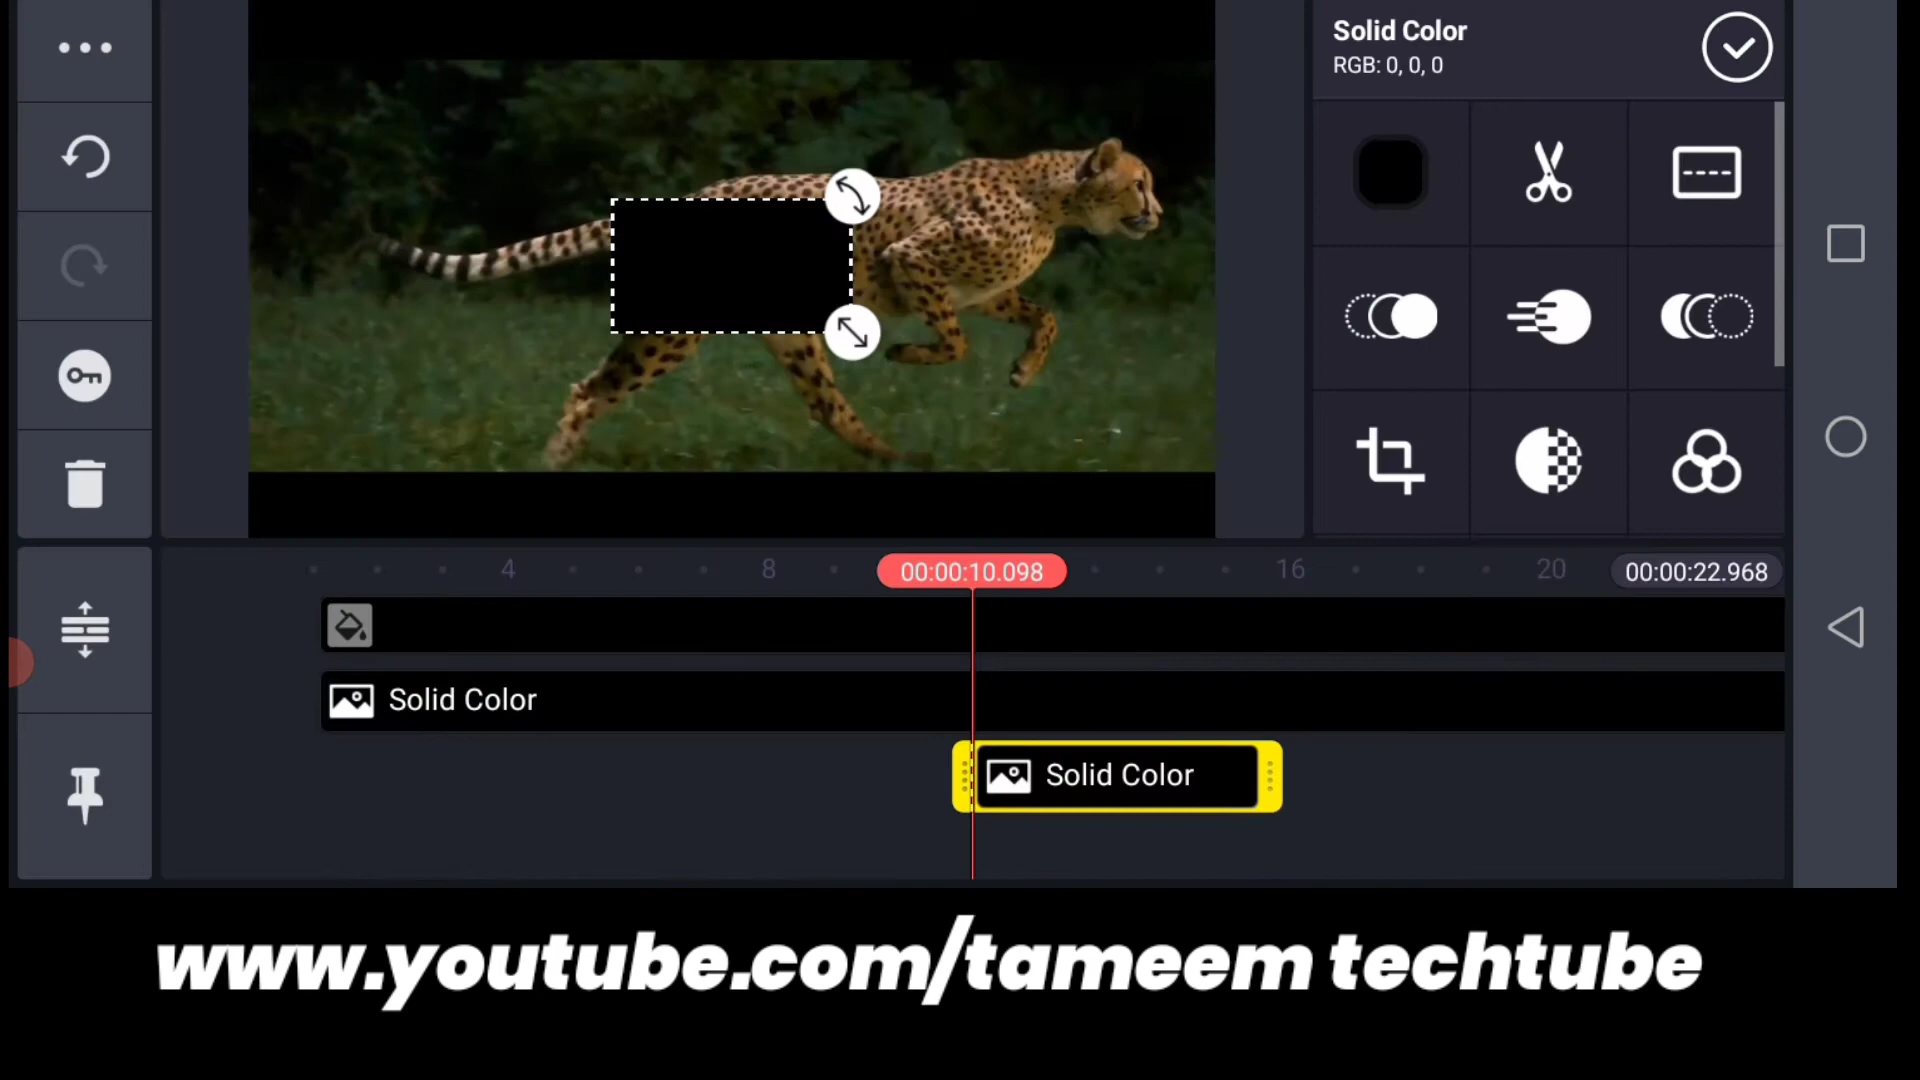 Solid Color
RGB: 0, 0, 0
4 8 00:00:10.098 16 20 00:00:22.968
Solid Color
Solid Color
www.youtube.com/tameem techtube